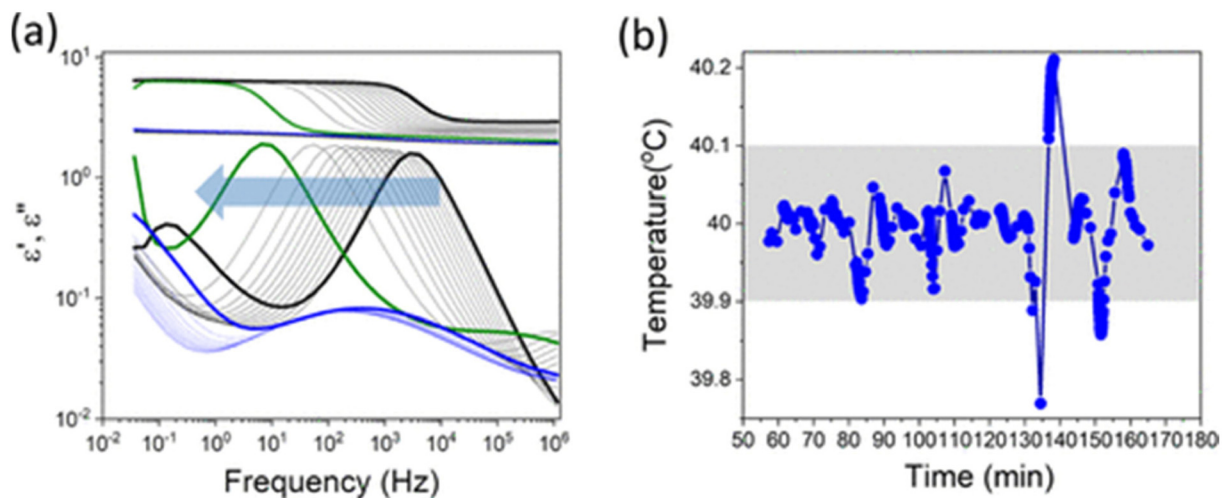 (a)
10¹
10⁰
10⁻¹
10⁻²
ε', ε''
10⁻² 10⁻¹ 10⁰ 10¹ 10² 10³ 10⁴ 10⁵ 10⁶
Frequency (Hz)
(b)
40.2
40.1
40
39.9
39.8
Temperature(ºC)
50 60 70 80 90 100 110 120 130 140 150 160 170 180
Time (min)